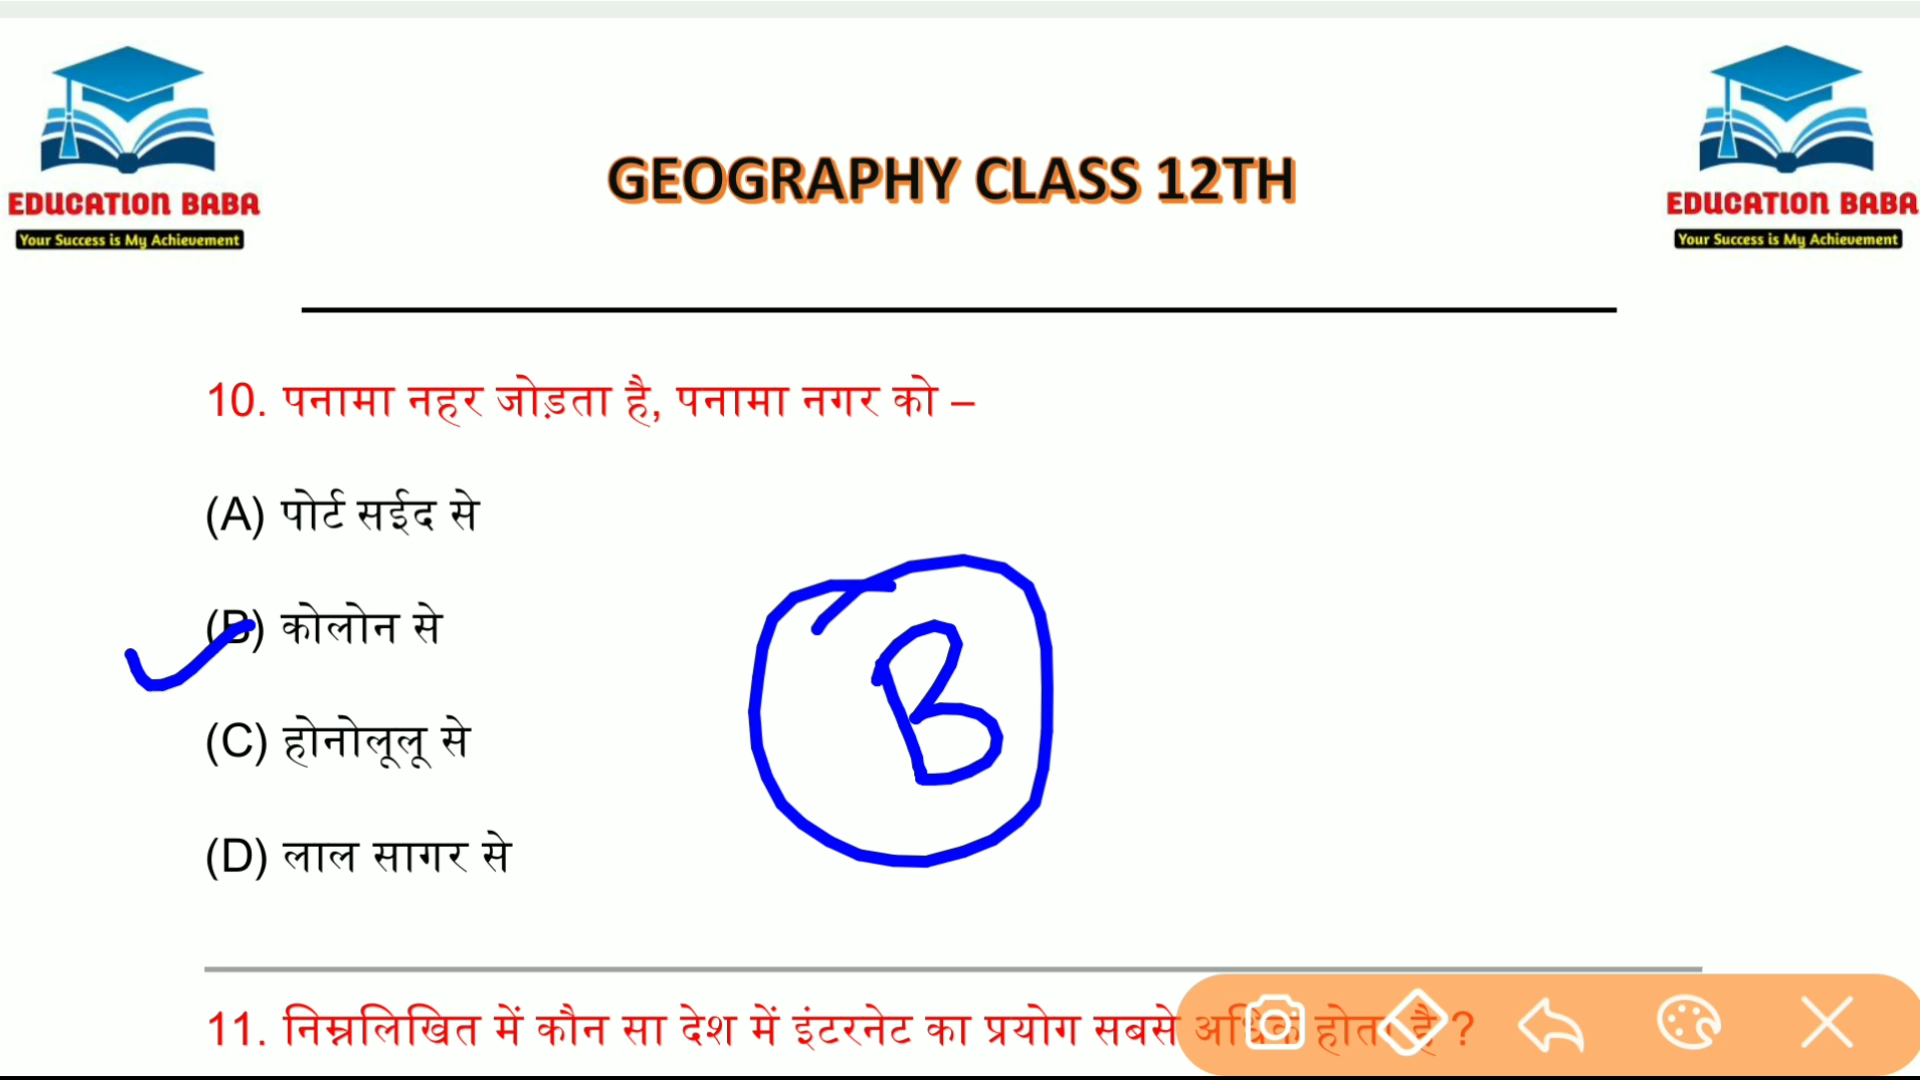 EDUCATION BABA
Your Success is My Achievement
GEOGRAPHY CLASS 12TH
EDUCATION BABA
Your Success is My Achievement
10. पनामा नहर जोड़ता है, पनामा नगर को –
(A) पोर्ट सईद से
(B) कोलोन से
(C) होनोलूलू से
(D) लाल सागर से
B
11. निम्नलिखित में कौन सा देश में इंटरनेट का प्रयोग सबसे अधिक होता है ?